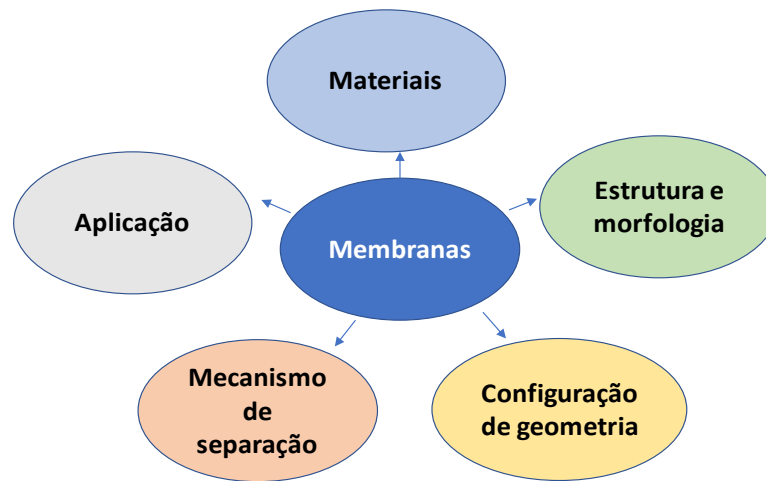 Materiais
Estrutura e
morfologia
Aplicação
Membranas
Mecanismo
de
separação
Configuração
de geometria